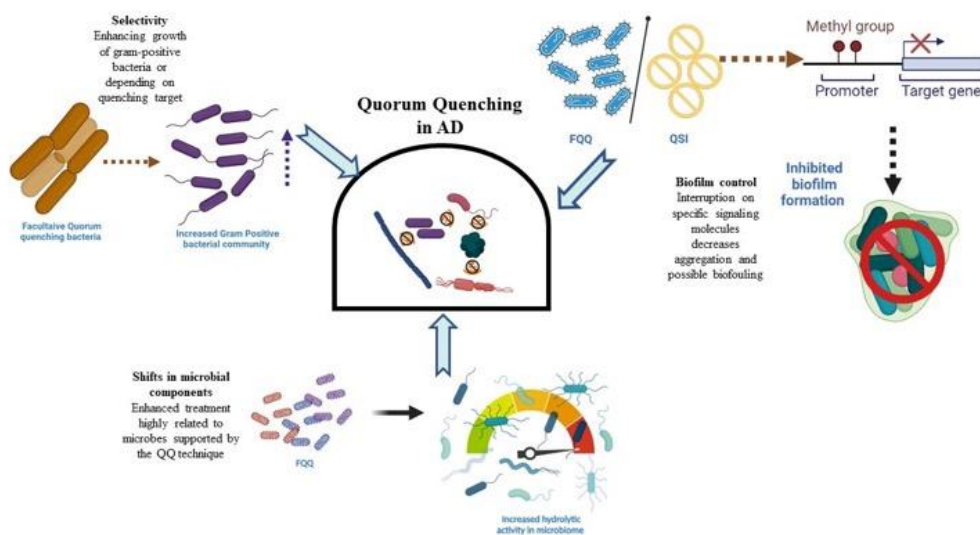 Selectivity
Enhancing growth
of gram-positive
bacteria or
depending on
quenching target
Facultaive Quorum
quenching bacteria
Increased Gram Positive
bacterial community
Quorum Quenching
in AD
FQQ
QSI
Methyl group
Promoter
Target gene
Biofilm control
Interruption on
specific signaling
molecules
decreases
aggregation and
possible biofouling
Inhibited
biofilm
formation
Shifts in microbial
components
Enhanced treatment
highly related to
microbes supported by
the QQ technique
FQQ
Increased hydrolytic
activity in microbiome